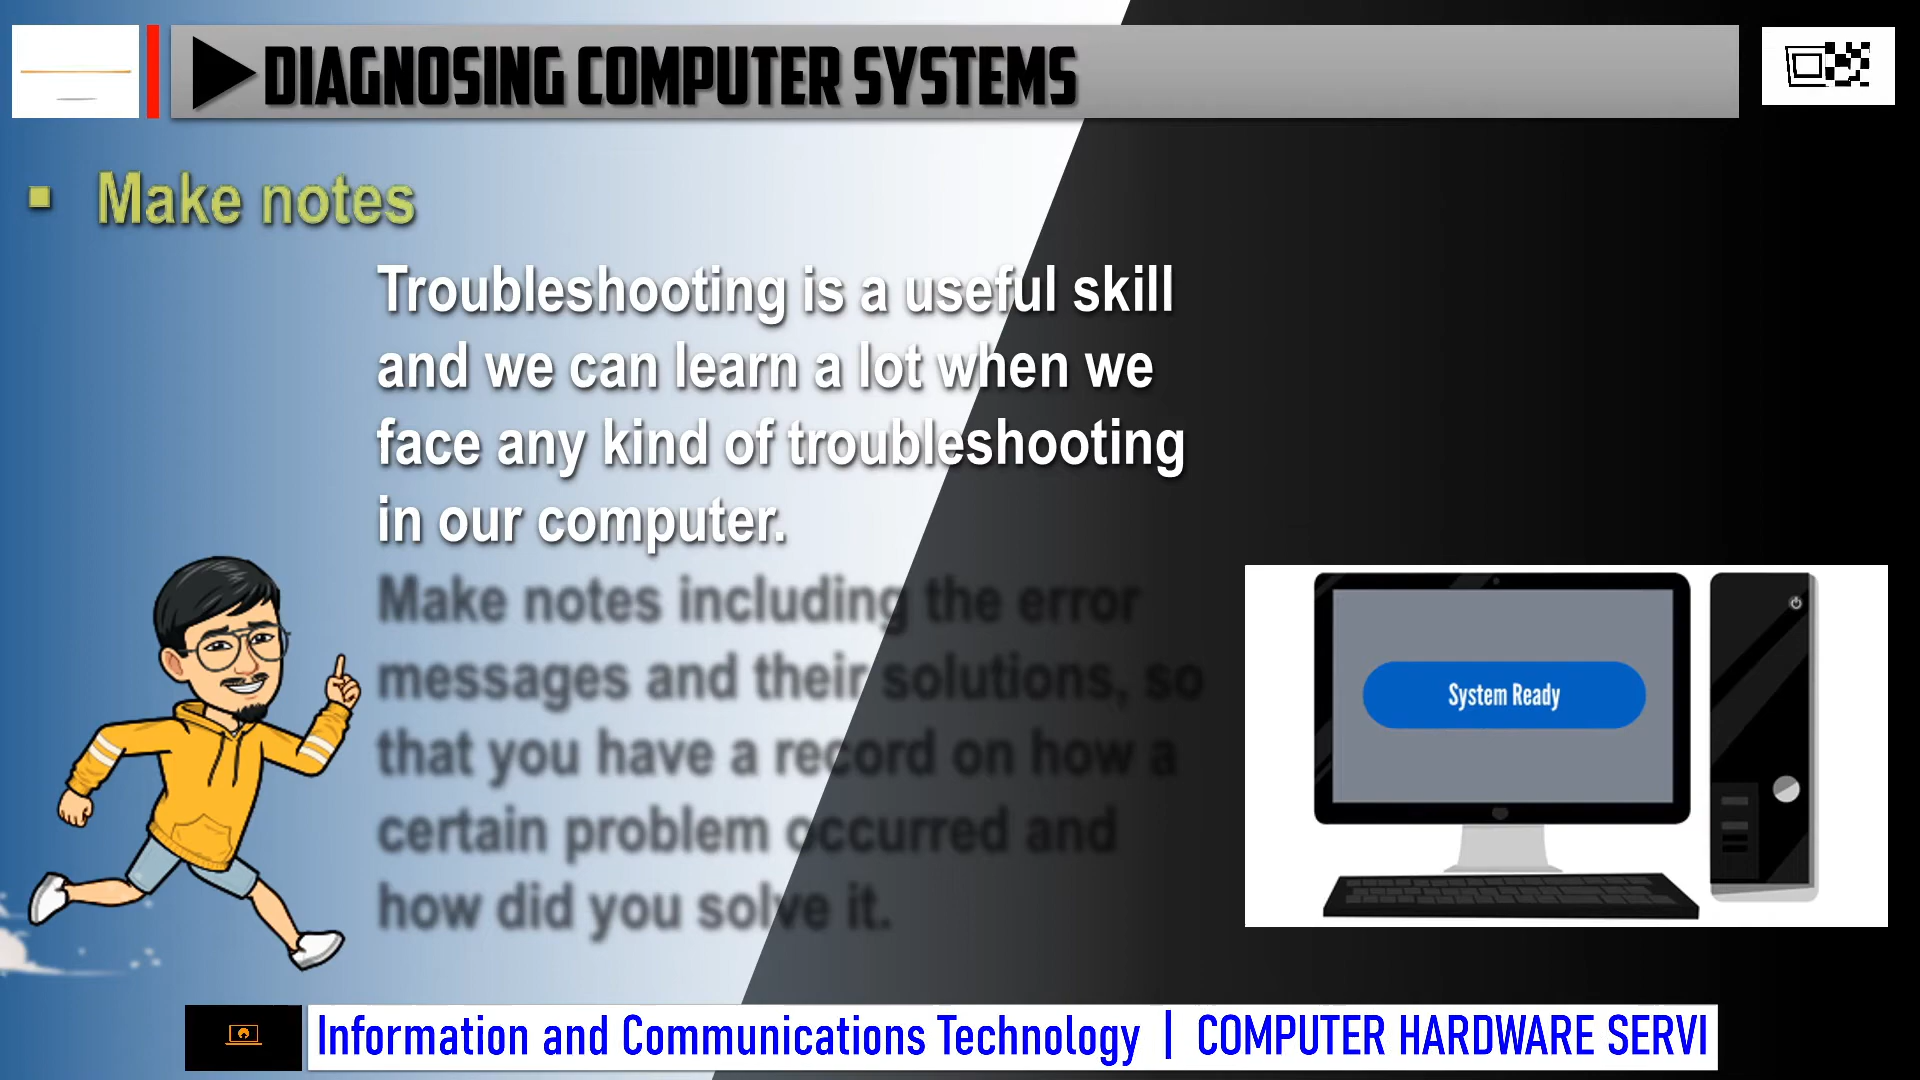 DIAGNOSING COMPUTER SYSTEMS
Make notes
Troubleshooting is a useful skill
and we can learn a lot when we
face any kind of troubleshooting
in our computer.
Make notes including the error
messages and their solutions, so
that you have a record on how a
certain problem occurred and
how did you solve it.
System Ready
Information and Communications Technology | COMPUTER HARDWARE SERVI